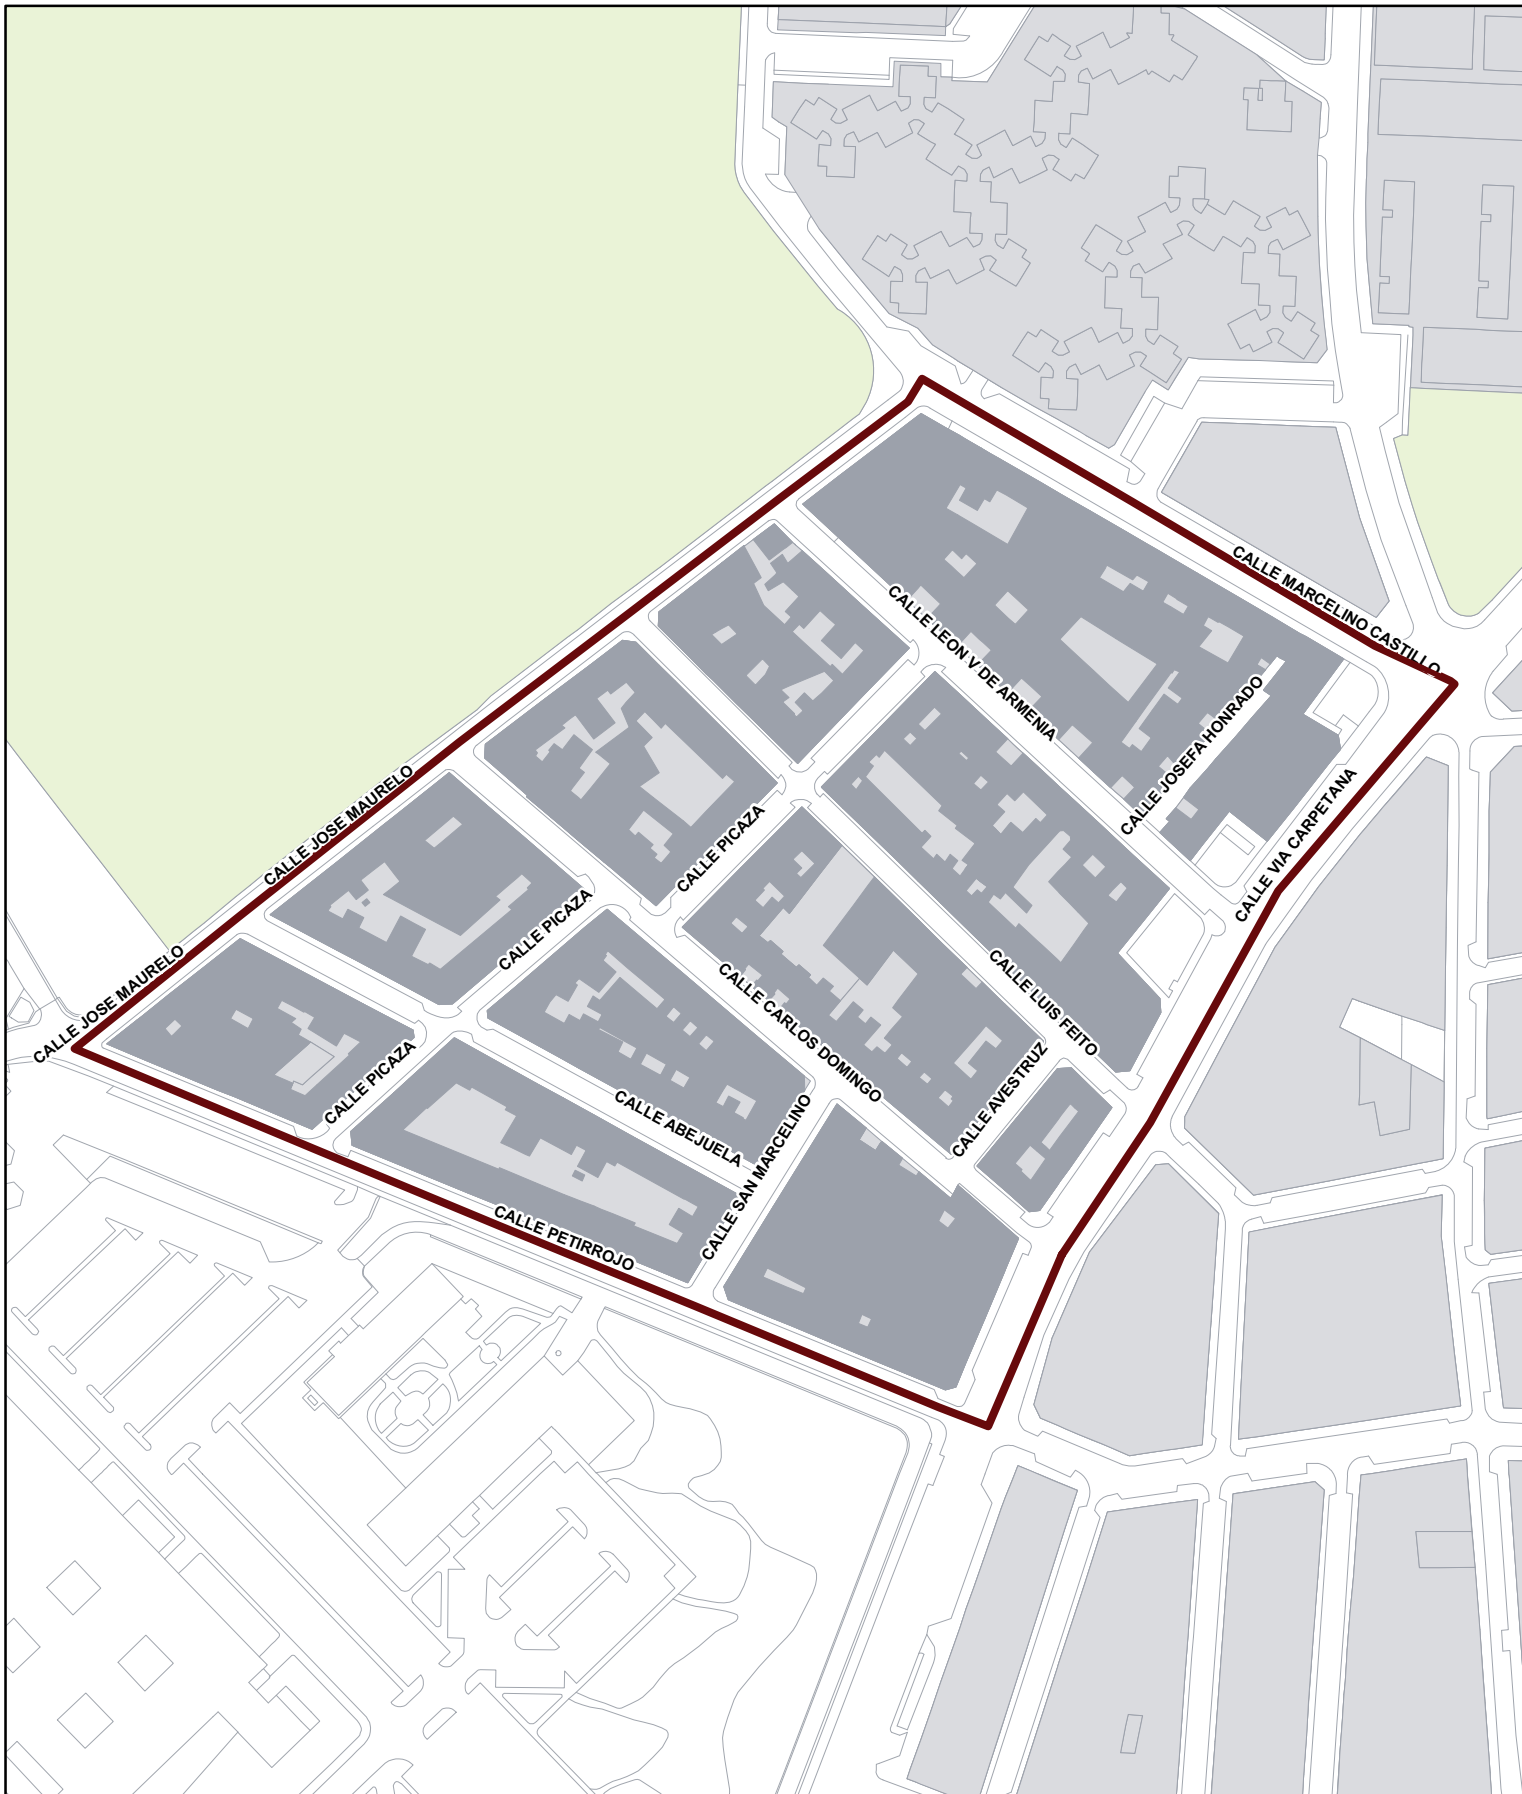 CALLE MARCELINO CASTILLO
CALLE LEON V DE ARMENIA
CALLE JOSEFA HONRADO
CALLE VIA CARPETANA
CALLE JOSE MAURELO
CALLE PICAZA
CALLE PICAZA
CALLE JOSE MAURELO
CALLE LUIS FEITO
CALLE CARLOS DOMINGO
CALLE AVESTRUZ
CALLE PICAZA
CALLE ABEJUELA
CALLE SAN MARCELINO
CALLE PETIRROJO